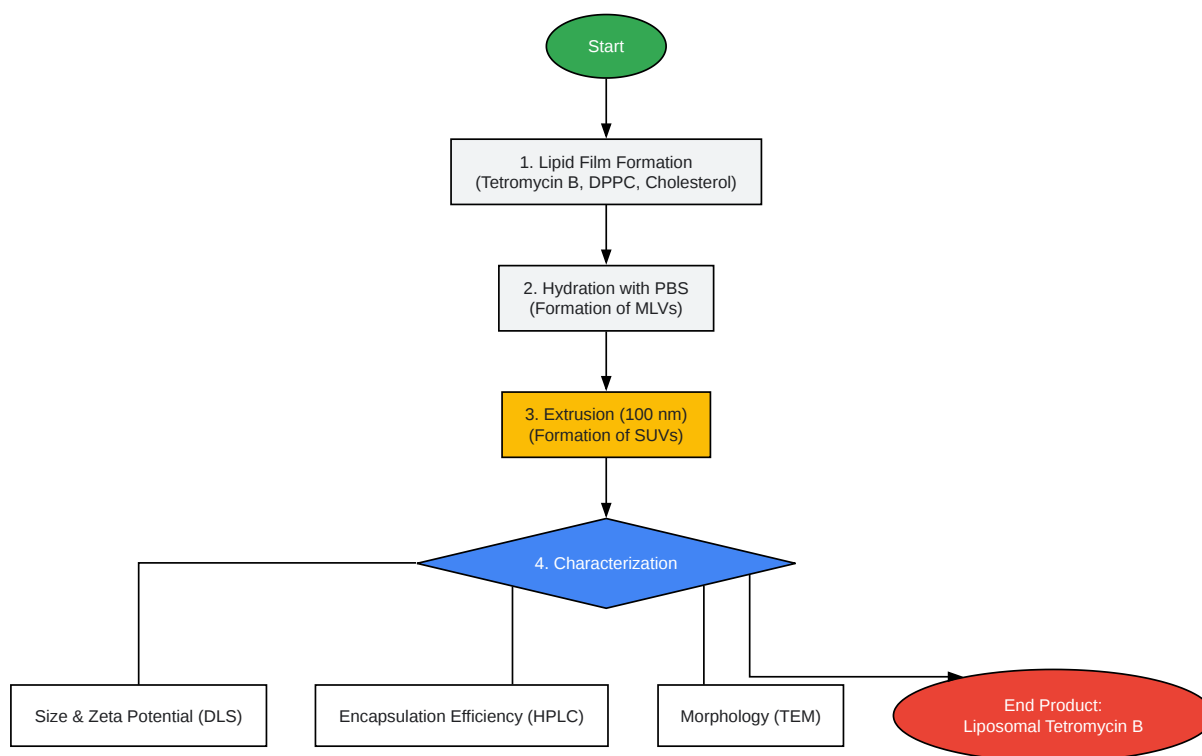 Start
1. Lipid Film Formation
(Tetromycin B, DPPC, Cholesterol)
2. Hydration with PBS
(Formation of MLVs)
3. Extrusion (100 nm)
(Formation of SUVs)
4. Characterization
Size & Zeta Potential (DLS)
Encapsulation Efficiency (HPLC)
Morphology (TEM)
End Product:
Liposomal Tetromycin B